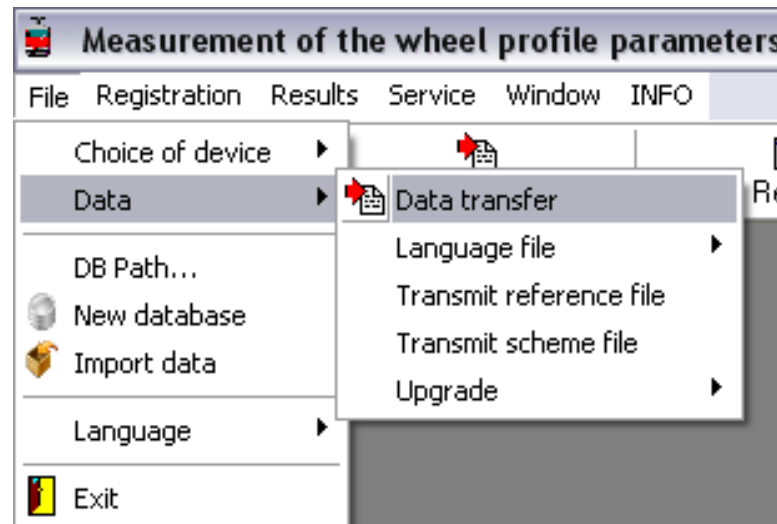 Measurement of the wheel profile parameters
File Registration Results Service Window INFO
Choice of device
Data
DB Path...
New database
Import data
Language
Exit
Data transfer
Language file
Transmit reference file
Transmit scheme file
Upgrade
Re